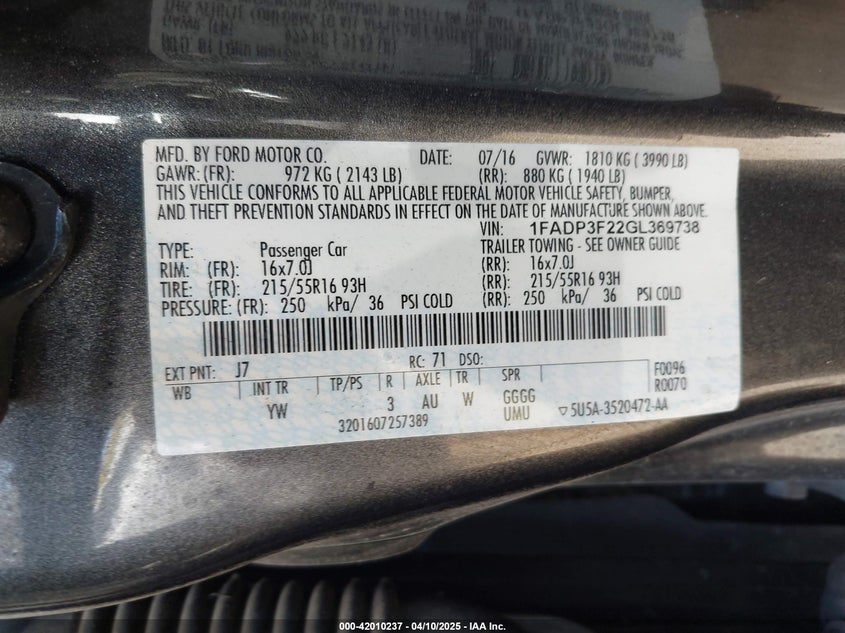 MFD. BY FORD MOTOR CO. DATE: 07/16 GVWR: 1810 KG ( 3990 LB)
GAWR: (FR): 972 KG ( 2143 LB) (RR): 880 KG ( 1940 LB)
THIS VEHICLE CONFORMS TO ALL APPLICABLE FEDERAL MOTOR VEHICLE SAFETY, BUMPER,
AND THEFT PREVENTION STANDARDS IN EFFECT ON THE DATE OF MANUFACTURE SHOWN ABOVE.
VIN: 1FADP3F22GL369738
TYPE: Passenger Car TRAILER TOWING - SEE OWNER GUIDE
RIM: (FR): 16x7.0J (RR): 16x7.0J
TIRE: (FR): 215/55R16 93H (RR): 215/55R16 93H
PRESSURE: (FR): 250 kPa/ 36 PSI COLD (RR): 250 kPa/ 36 PSI COLD
EXT PNT: J7 RC: 71 DSO: F0096
WB INT TR TP/PS R AXLE TR SPR R0070
YW 3 AU W GGGG
UMU ▽5U5A-3520472-AA
3201607257389
000-42010237 - 04/10/2025 - IAA Inc.